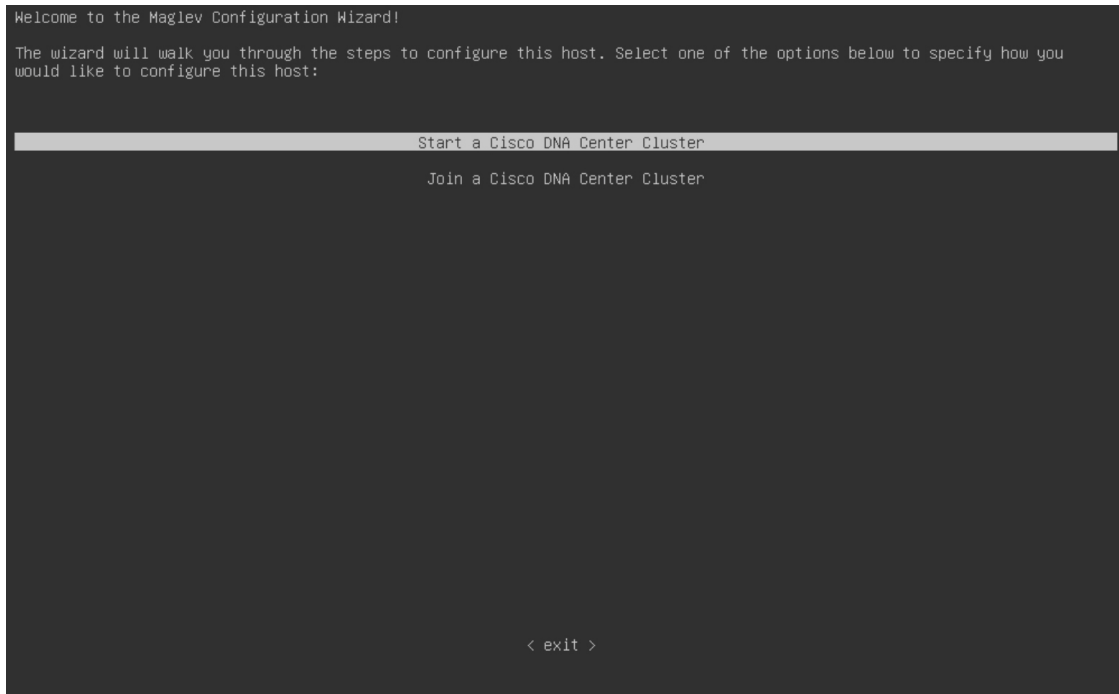 Welcome to the Maglev Configuration Wizard!
The wizard will walk you through the steps to configure this host. Select one of the options below to specify how you
would like to configure this host:
Start a Cisco DNA Center Cluster
Join a Cisco DNA Center Cluster
< exit >